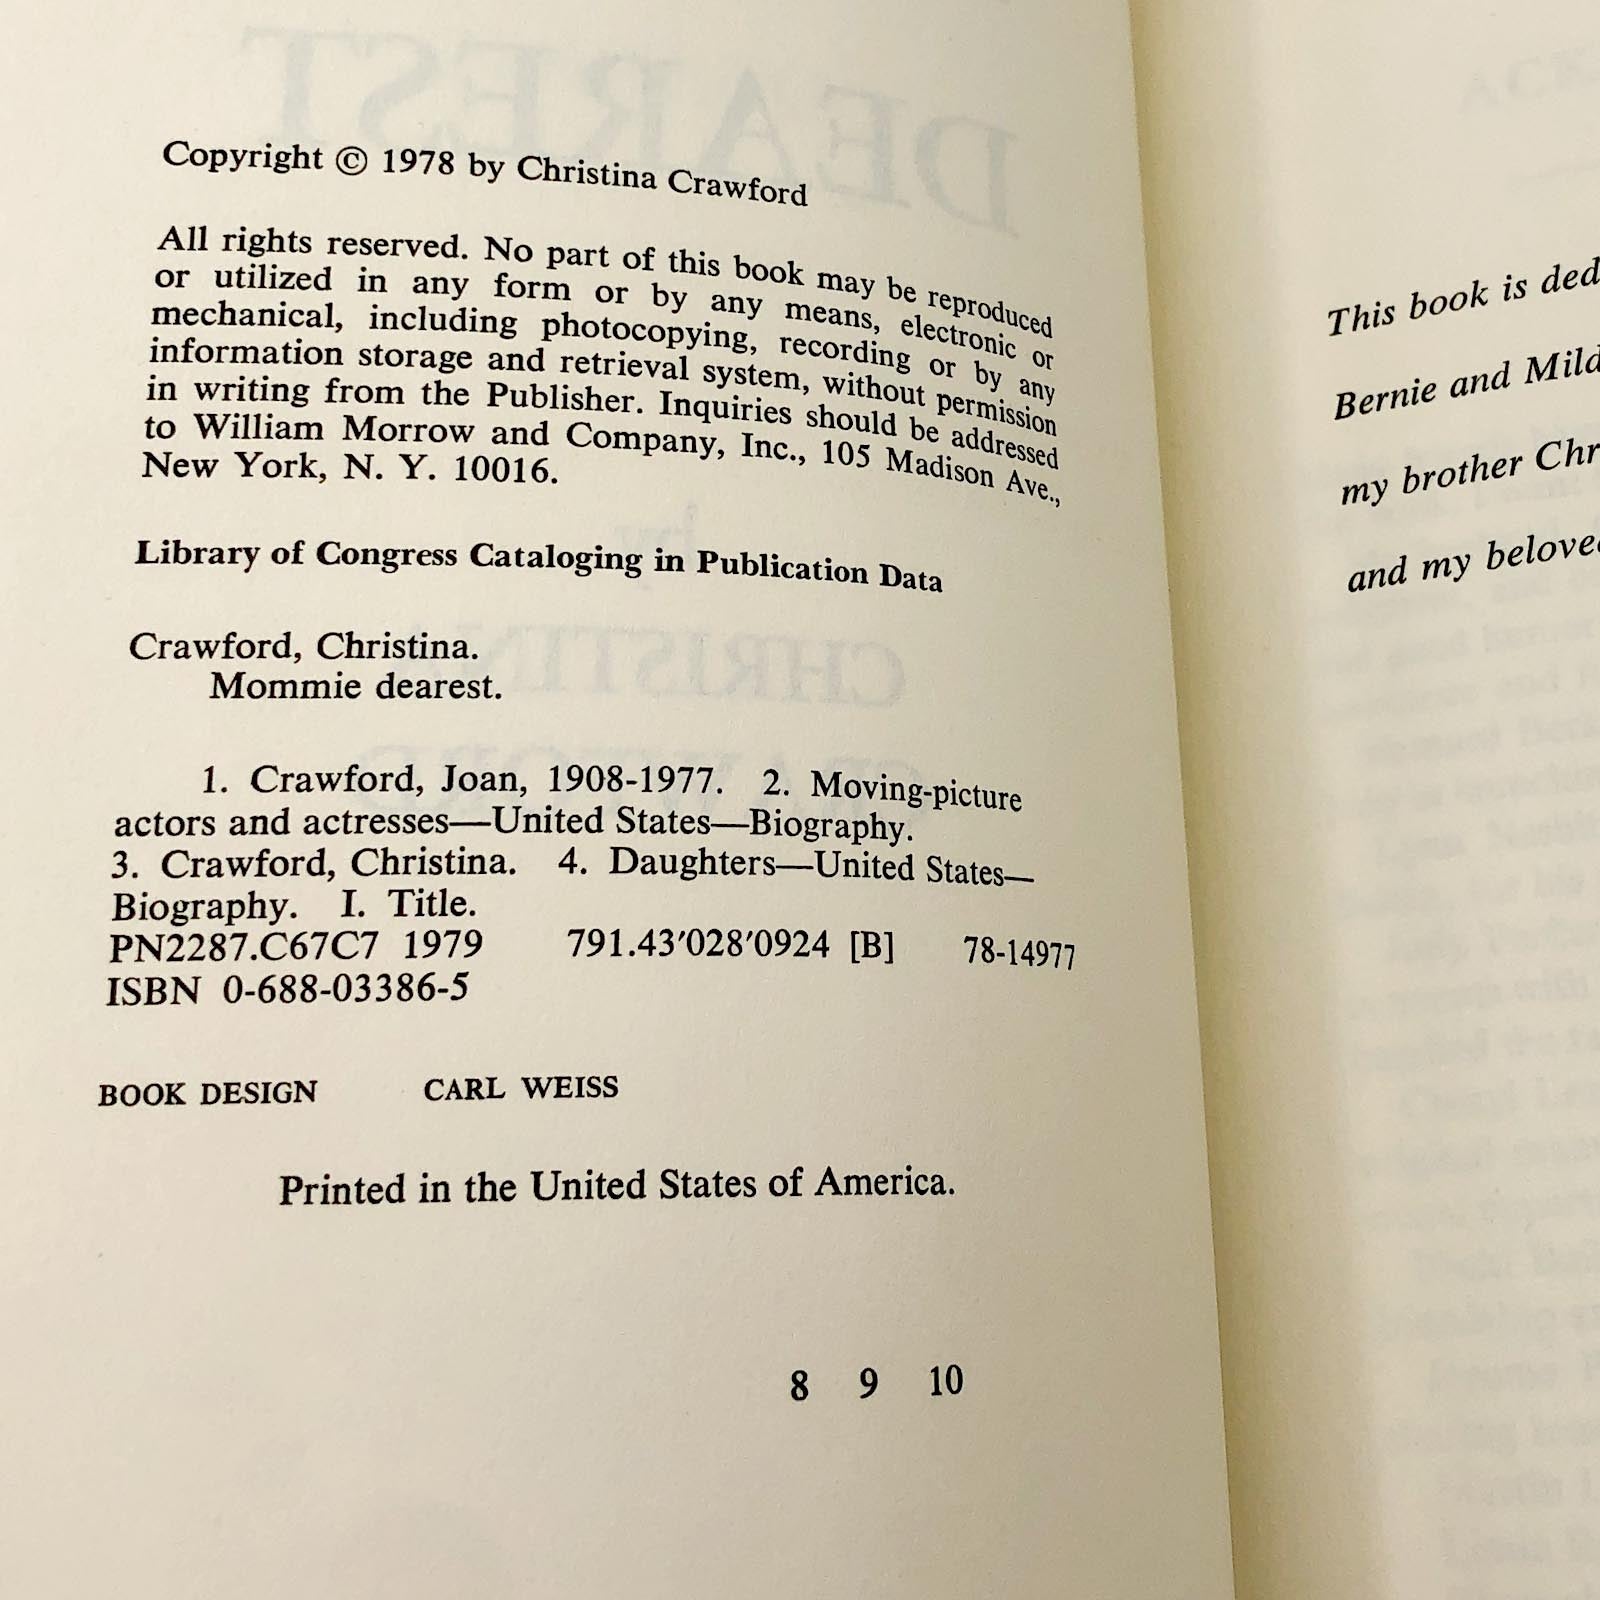 Copyright © 1978 by Christina Crawford
All rights reserved. No part of this book may be reproduced
or utilized in any form or by any means, electronic or
mechanical, including photocopying, recording or by any
information storage and retrieval system, without permission
in writing from the Publisher. Inquiries should be addressed
to William Morrow and Company, Inc., 105 Madison Ave.,
New York, N. Y. 10016.
Library of Congress Cataloging in Publication Data
Crawford, Christina.
Mommie dearest.
1. Crawford, Joan, 1908-1977. 2. Moving-picture
actors and actresses—United States—Biography.
3. Crawford, Christina. 4. Daughters—United States—
Biography. I. Title.
PN2287.C67C7 1979 791.43′028′0924 [B] 78-14977
ISBN 0-688-03386-5
BOOK DESIGN CARL WEISS
Printed in the United States of America.
8 9 10
This book is ded
Bernie and Mild
my brother Chr
and my belove